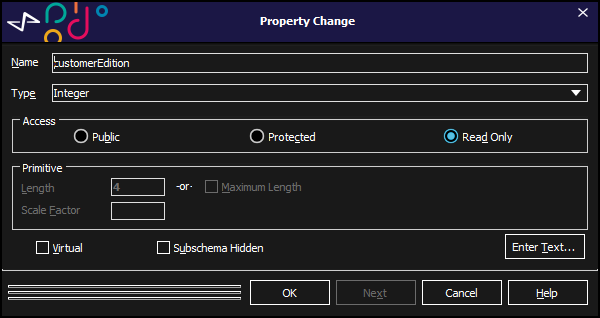 Property Change
Name customerEdition
Type Integer
Access
Public Protected Read Only
Primitive
Length 4 -or- Maximum Length
Scale Factor
Virtual Subschema Hidden Enter Text...
OK Next Cancel Help